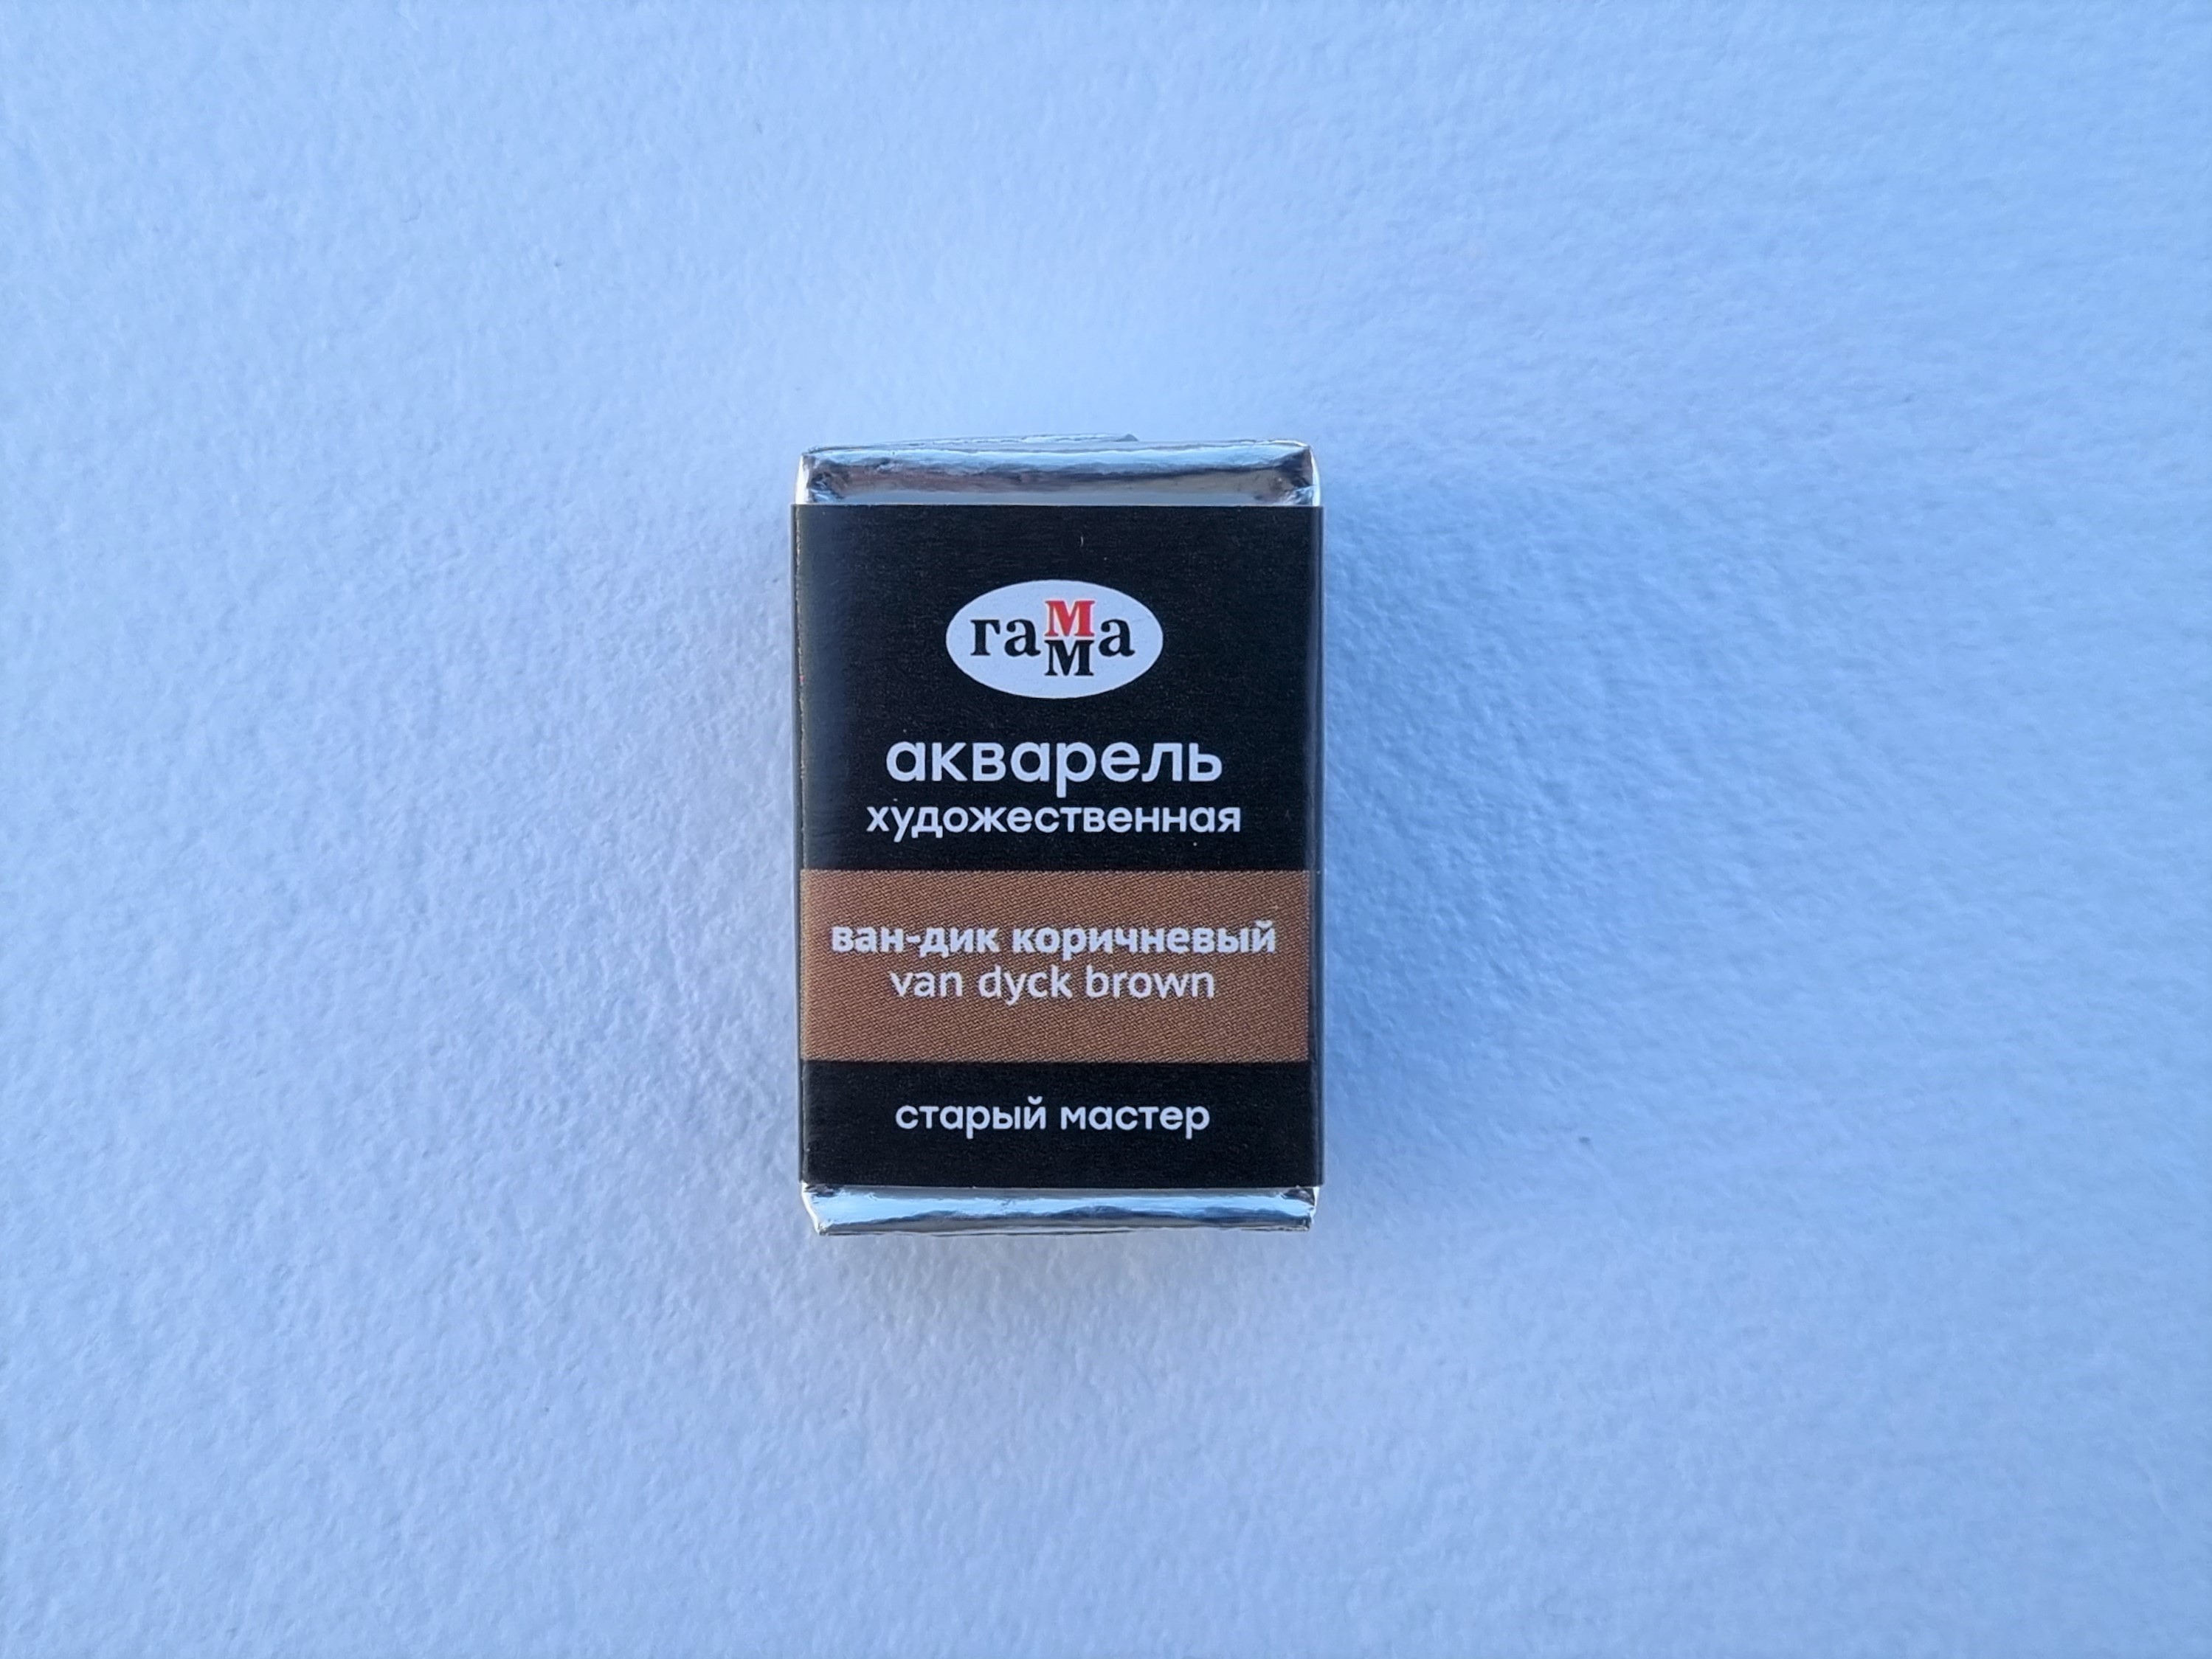 гамма
акварель
художественная
ван-дик коричневый
van dyck brown
старый мастер